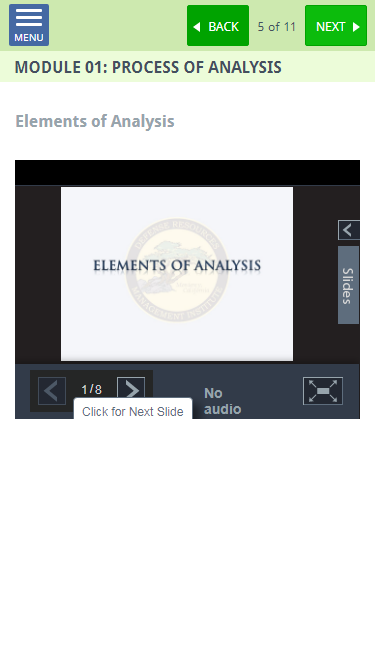 MENU
BACK
5 of 11
NEXT
MODULE 01: PROCESS OF ANALYSIS
Elements of Analysis
ELEMENTS OF ANALYSIS
Slides
1/8
Click for Next Slide
No
audio